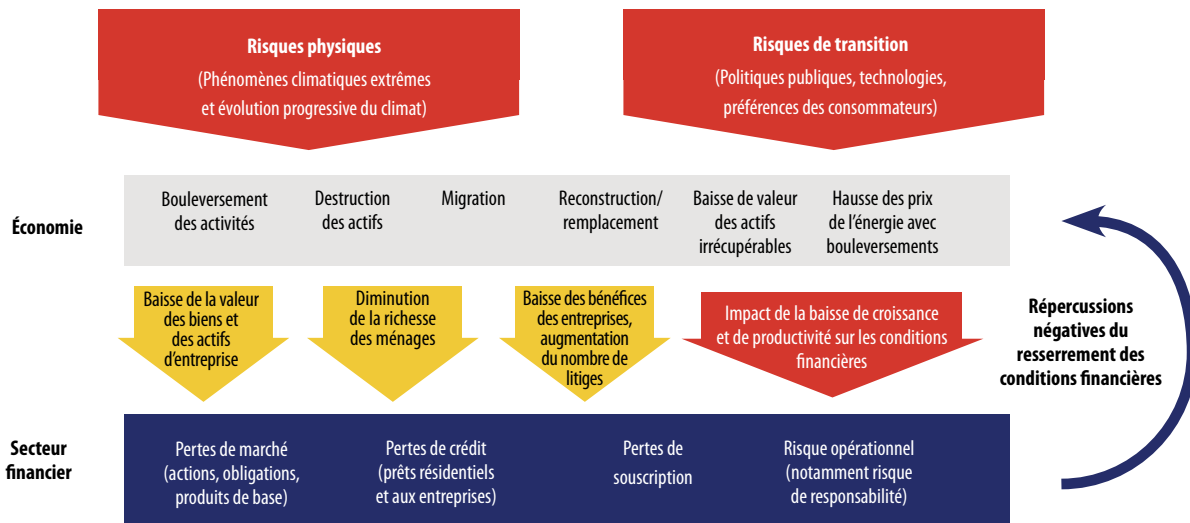 Risques physiques
(Phénomènes climatiques extrêmes
et évolution progressive du climat)
Risques de transition
(Politiques publiques, technologies,
préférences des consommateurs)
Économie
Bouleversement
des activités
Destruction
des actifs
Migration
Reconstruction/
remplacement
Baisse de valeur
des actifs
irrécupérables
Hausse des prix
de l’énergie avec
bouleversements
Baisse de la valeur
des biens et
des actifs
d’entreprise
Diminution
de la richesse
des ménages
Baisse des bénéfices
des entreprises,
augmentation
du nombre de
litiges
Impact de la baisse de croissance
et de productivité sur les conditions
financières
Répercussions
négatives du
resserrement des
conditions financières
Secteur
financier
Pertes de marché
(actions, obligations,
produits de base)
Pertes de crédit
(prêts résidentiels
et aux entreprises)
Pertes de
souscription
Risque opérationnel
(notamment risque
de responsabilité)